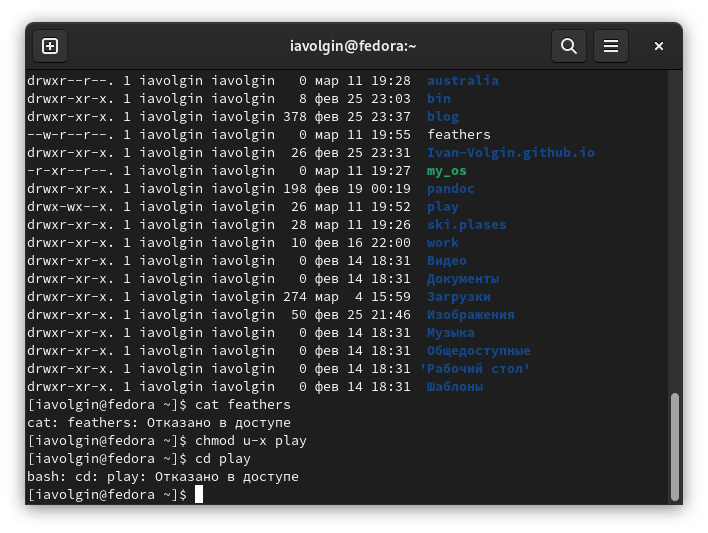 iavolgin@fedora:~
drwxr--r--. 1 iavolgin iavolgin   0 мар 11 19:28  australia
drwxr-xr-x. 1 iavolgin iavolgin   8 фев 25 23:03  bin
drwxr-xr-x. 1 iavolgin iavolgin 378 фев 25 23:37  blog
--w-r--r--. 1 iavolgin iavolgin   0 мар 11 19:55  feathers
drwxr-xr-x. 1 iavolgin iavolgin  26 фев 25 23:31  Ivan-Volgin.github.io
-r-xr--r--. 1 iavolgin iavolgin   0 мар 11 19:27  my_os
drwxr-xr-x. 1 iavolgin iavolgin 198 фев 19 00:19  pandoc
drwx-wx--x. 1 iavolgin iavolgin  26 мар 11 19:52  play
drwxr-xr-x. 1 iavolgin iavolgin  28 мар 11 19:26  ski.plases
drwxr-xr-x. 1 iavolgin iavolgin  10 фев 16 22:00  work
drwxr-xr-x. 1 iavolgin iavolgin   0 фев 14 18:31  Видео
drwxr-xr-x. 1 iavolgin iavolgin   0 фев 14 18:31  Документы
drwxr-xr-x. 1 iavolgin iavolgin 274 мар  4 15:59  Загрузки
drwxr-xr-x. 1 iavolgin iavolgin  50 фев 25 21:46  Изображения
drwxr-xr-x. 1 iavolgin iavolgin   0 фев 14 18:31  Музыка
drwxr-xr-x. 1 iavolgin iavolgin   0 фев 14 18:31  Общедоступные
drwxr-xr-x. 1 iavolgin iavolgin   0 фев 14 18:31 'Рабочий стол'
drwxr-xr-x. 1 iavolgin iavolgin   0 фев 14 18:31  Шаблоны
[iavolgin@fedora ~]$ cat feathers
cat: feathers: Отказано в доступе
[iavolgin@fedora ~]$ chmod u-x play
[iavolgin@fedora ~]$ cd play
bash: cd: play: Отказано в доступе
[iavolgin@fedora ~]$